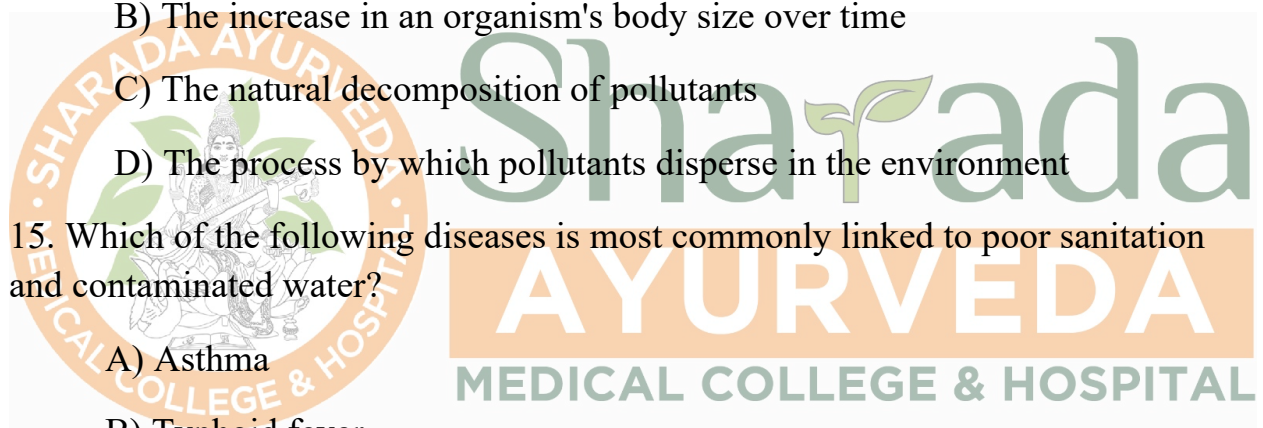 B) The increase in an organism's body size over time
C) The natural decomposition of pollutants
D) The process by which pollutants disperse in the environment
15. Which of the following diseases is most commonly linked to poor sanitation
and contaminated water?
A) Asthma
B) Typhoid fever
SHARADA AYURVEDA
MEDICAL COLLEGE & HOSPITAL
Sharada
AYURVEDA
MEDICAL COLLEGE & HOSPITAL